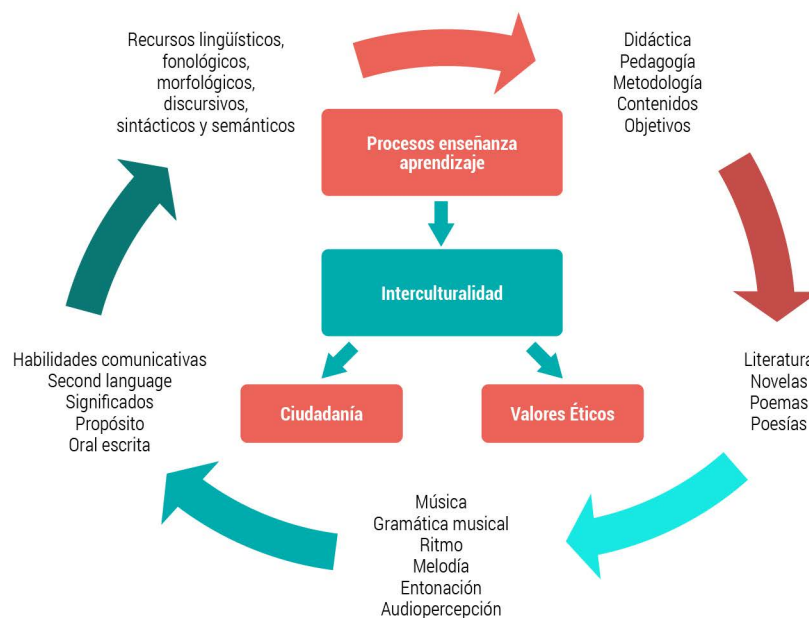 Recursos lingüísticos,
fonológicos,
morfológicos,
discursivos,
sintácticos y semánticos
Didáctica
Pedagogía
Metodología
Contenidos
Objetivos
Procesos enseñanza
aprendizaje
Interculturalidad
Ciudadanía
Valores Éticos
Habilidades comunicativas
Second language
Significados
Propósito
Oral escrita
Literatura
Novelas
Poemas
Poesías
Música
Gramática musical
Ritmo
Melodía
Entonación
Audiopercepción